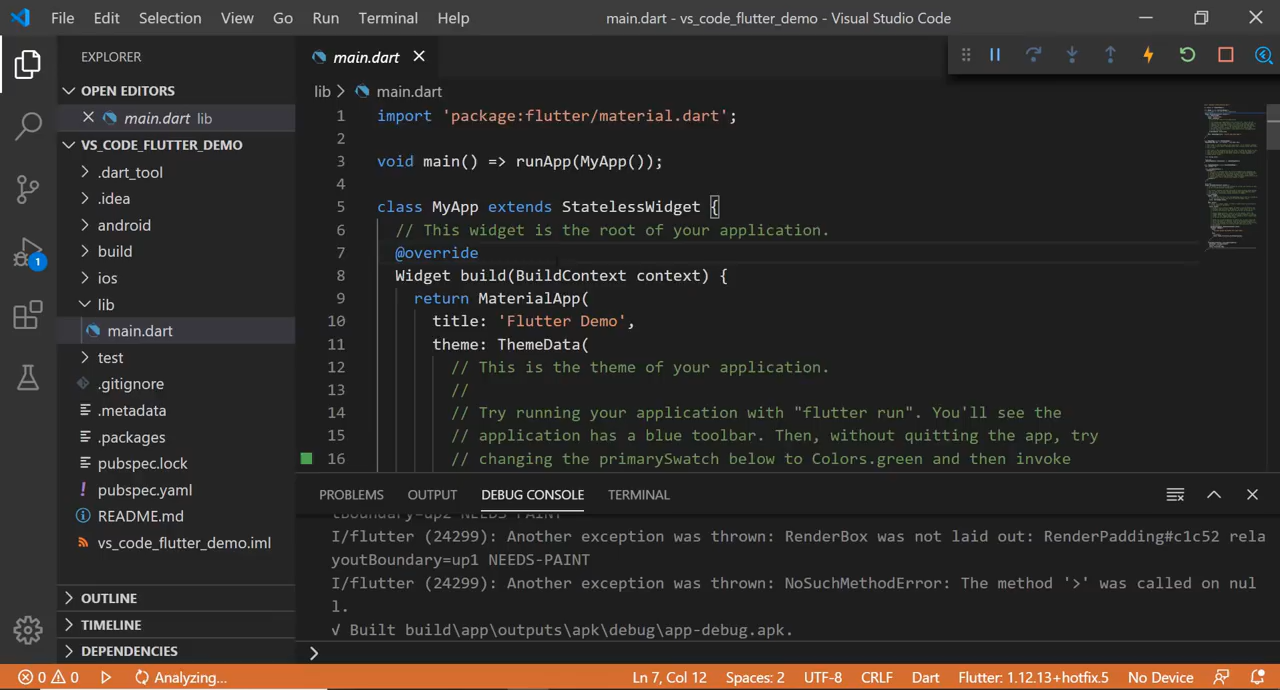 File Edit Selection View Go Run Terminal Help main.dart - vs_code_flutter_demo - Visual Studio Code
EXPLORER
OPEN EDITORS
main.dart lib
VS_CODE_FLUTTER_DEMO
.dart_tool
.idea
android
build
ios
lib
main.dart
test
.gitignore
.metadata
.packages
pubspec.lock
pubspec.yaml
README.md
vs_code_flutter_demo.iml
OUTLINE
TIMELINE
DEPENDENCIES
1
main.dart
lib > main.dart
1 import 'package:flutter/material.dart';
2
3 void main() => runApp(MyApp());
4
5 class MyApp extends StatelessWidget {
6 // This widget is the root of your application.
7 @override
8 Widget build(BuildContext context) {
9 return MaterialApp(
10 title: 'Flutter Demo',
11 theme: ThemeData(
12 // This is the theme of your application.
13 //
14 // Try running your application with "flutter run". You'll see the
15 // application has a blue toolbar. Then, without quitting the app, try
16 // changing the primarySwatch below to Colors.green and then invoke
PROBLEMS OUTPUT DEBUG CONSOLE TERMINAL
tBoundary=up2 NEEDS-PAINT
I/flutter (24299): Another exception was thrown: RenderBox was not laid out: RenderPadding#c1c52 rela
youtBoundary=up1 NEEDS-PAINT
I/flutter (24299): Another exception was thrown: NoSuchMethodError: The method '>' was called on nul
l.
√ Built build\app\outputs\apk\debug\app-debug.apk.
>
0 0 Analyzing... Ln 7, Col 12 Spaces: 2 UTF-8 CRLF Dart Flutter: 1.12.13+hotfix.5 No Device